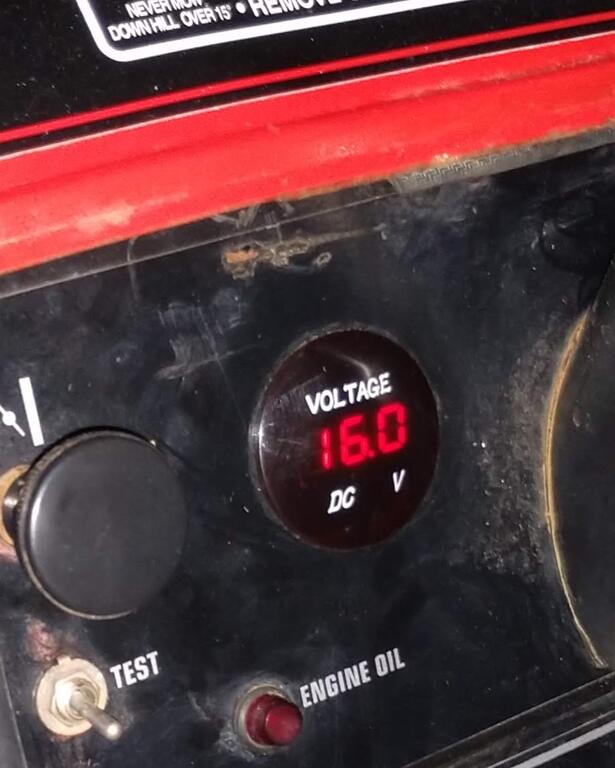 NEVER MOW
DOWN HILL OVER 15° • REMOVE
VOLTAGE
16.0
DC V
TEST
ENGINE OIL